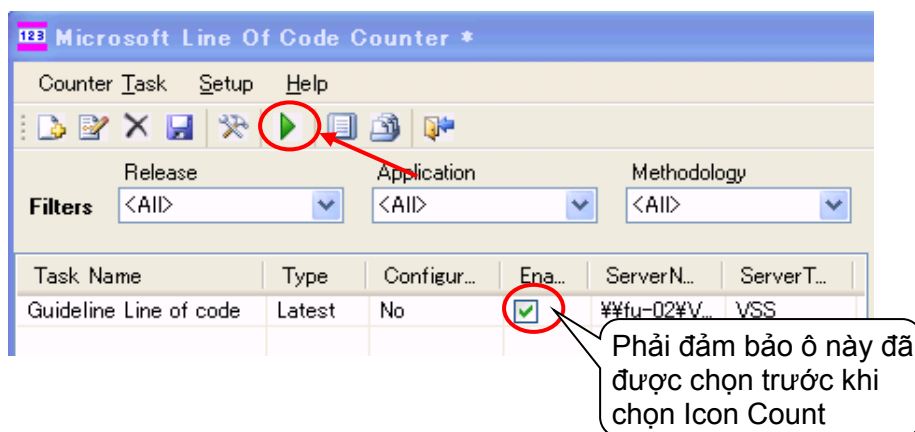 123 Microsoft Line Of Code Counter *
Counter Task Setup Help
Release Application Methodology
Filters <All> <All> <All>
Task Name Type Configur... Ena... ServerN... ServerT...
Guideline Line of code Latest No ¥¥fu-02¥V... VSS
Phải đảm bảo ô này đã
được chọn trước khi
chọn Icon Count